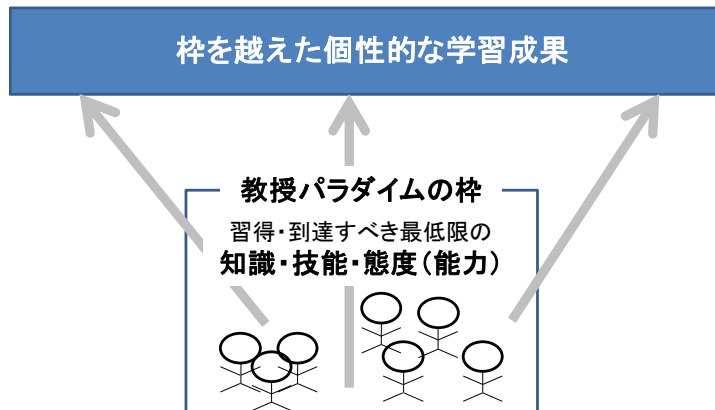 枠を越えた個性的な学習成果
教授パラダイムの枠
習得・到達すべき最低限の
知識・技能・態度（能力）